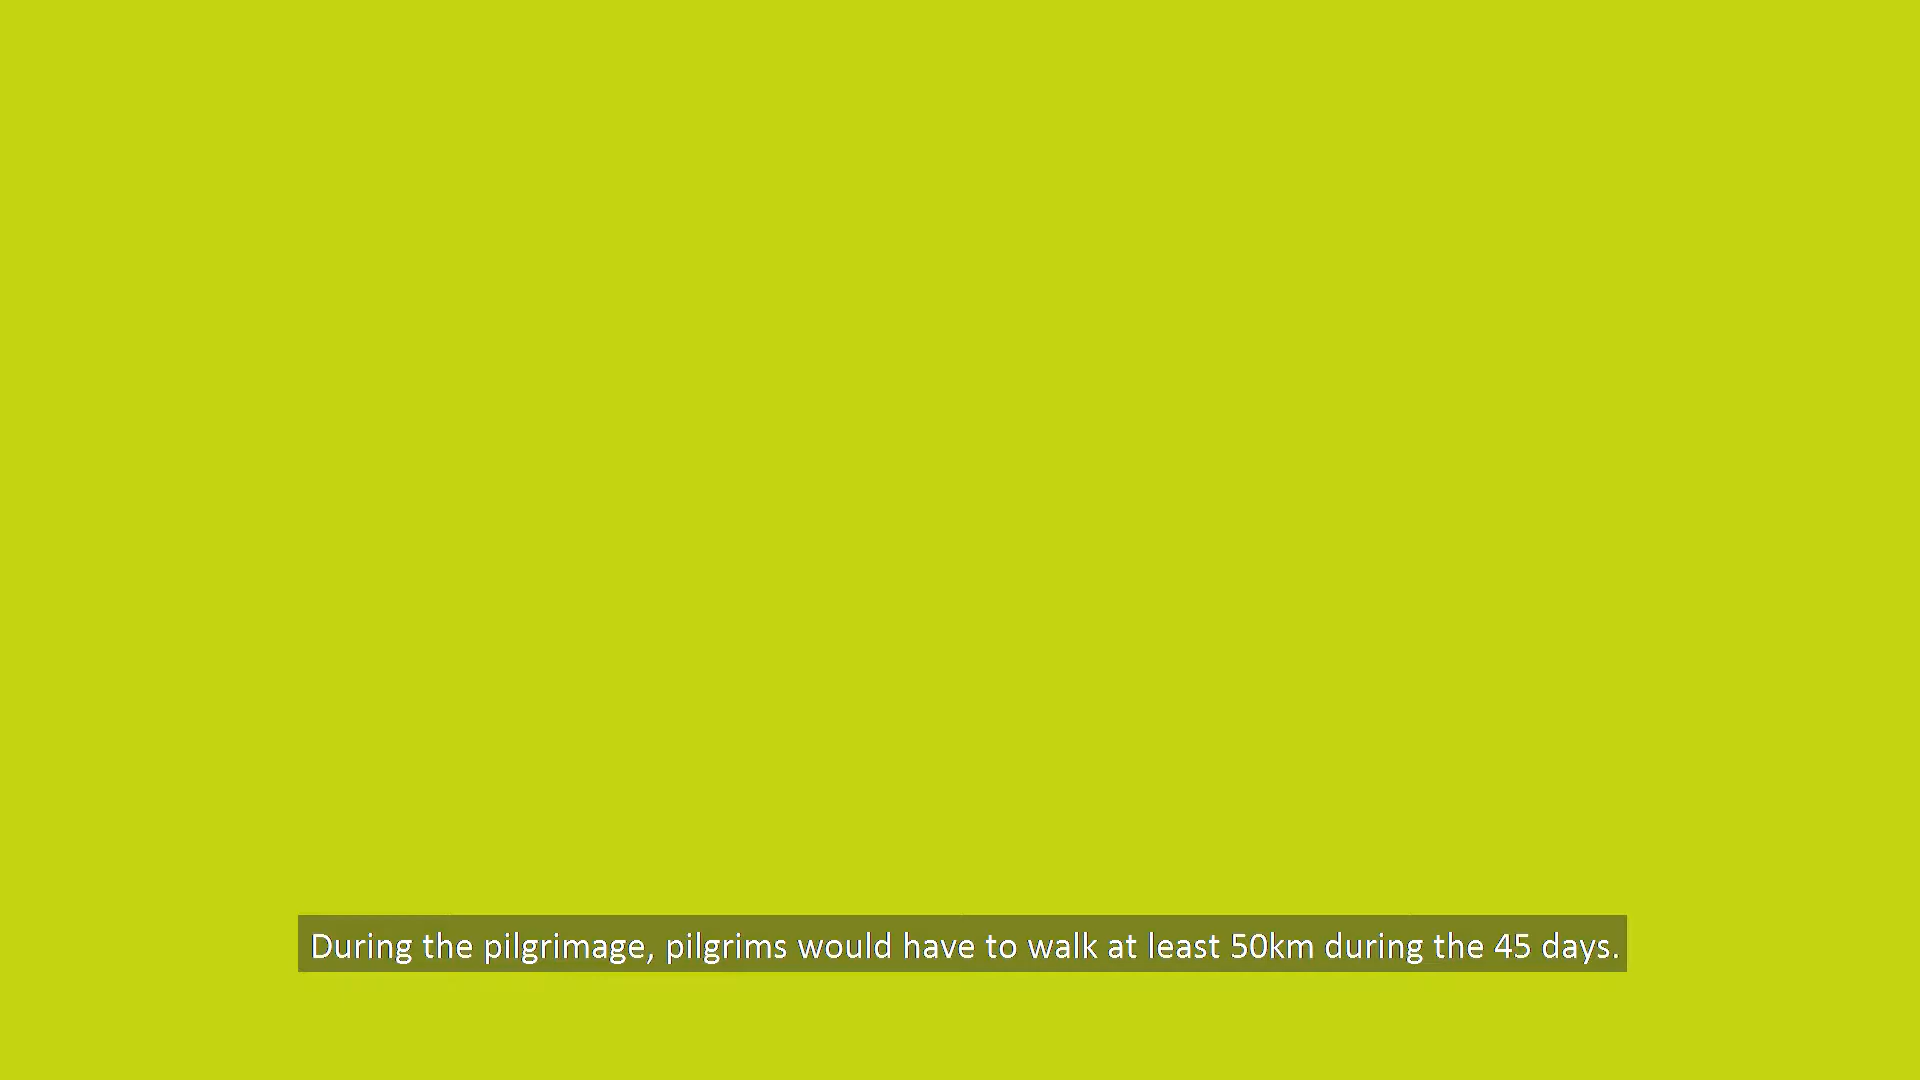 During the pilgrimage, pilgrims would have to walk at least 50km during the 45 days.